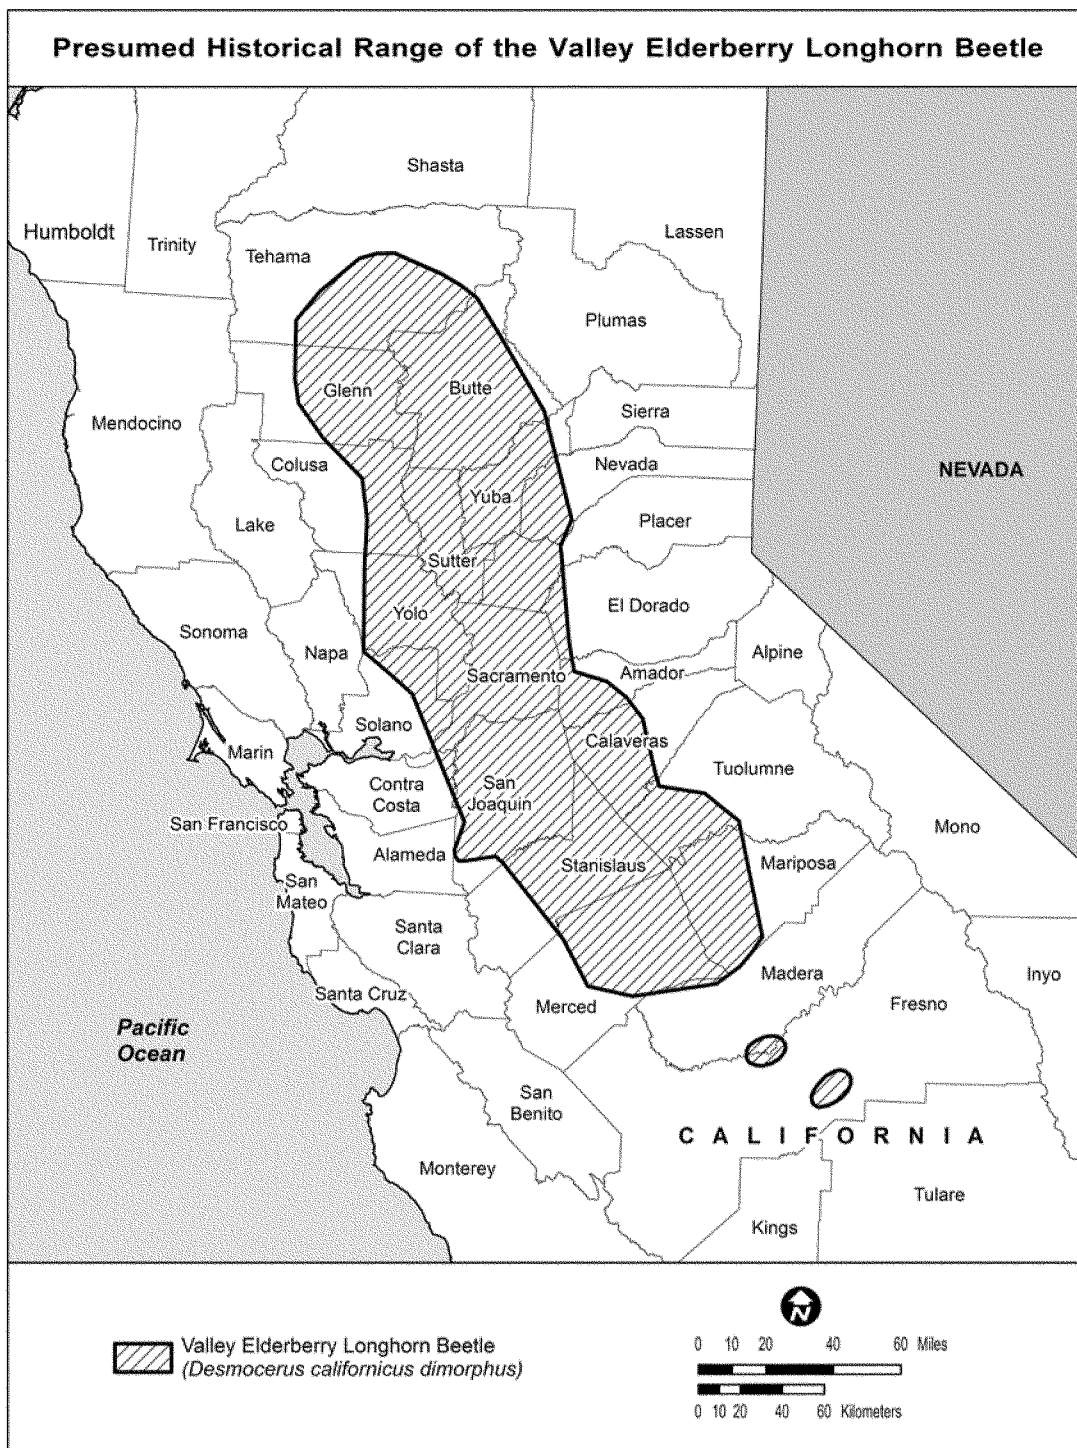 Presumed Historical Range of the Valley Elderberry Longhorn Beetle
Shasta
Humboldt
Trinity
Tehama
Lassen
Plumas
Glenn
Butte
Sierra
Mendocino
Colusa
Nevada
NEVADA
Yuba
Lake
Placer
Sutter
Yolo
El Dorado
Sonoma
Napa
Alpine
Sacramento
Amador
Solano
Marin
Calaveras
Tuolumne
Contra
Costa
San
Joaquin
San Francisco
Mono
Alameda
Stanislaus
Mariposa
San
Mateo
Santa
Clara
Madera
Inyo
Santa Cruz
Merced
Fresno
Pacific
Ocean
San
Benito
CALIFORNIA
Monterey
Tulare
Kings
N
Valley Elderberry Longhorn Beetle
(Desmocerus californicus dimorphus)
0 10 20 40 60 Miles
0 10 20 40 60 Kilometers